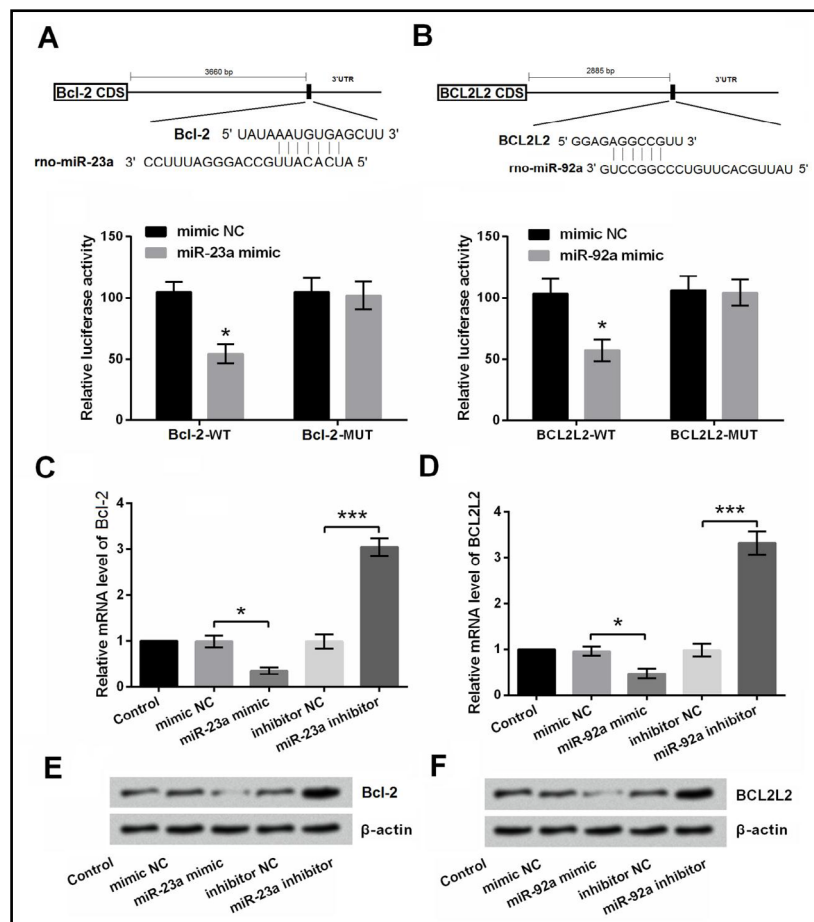 A
3660 bp
3'UTR
Bcl-2 CDS
Bcl-2 5' UAUAAAUGUGAGCUU 3'
rno-miR-23a 3' CCUUUAGGGACCGUUACACUA 5'
mimic NC
miR-23a mimic
Relative luciferase activity
150
100
50
0
*
Bcl-2-WT
Bcl-2-MUT
B
2885 bp
3'UTR
BCL2L2 CDS
BCL2L2 5' GGAGAGGCCGUU 3'
rno-miR-92a 3' GUCCGGCCCUGUUCACGUUAU 5'
mimic NC
miR-92a mimic
Relative luciferase activity
150
100
50
0
*
BCL2L2-WT
BCL2L2-MUT
C
Relative mRNA level of Bcl-2
4
3
2
1
0
*
***
Control
mimic NC
miR-23a mimic
inhibitor NC
miR-23a inhibitor
D
Relative mRNA level of BCL2L2
4
3
2
1
0
*
***
Control
mimic NC
miR-92a mimic
inhibitor NC
miR-92a inhibitor
E
Bcl-2
β-actin
Control
mimic NC
miR-23a mimic
inhibitor NC
miR-23a inhibitor
F
BCL2L2
β-actin
Control
mimic NC
miR-92a mimic
inhibitor NC
miR-92a inhibitor